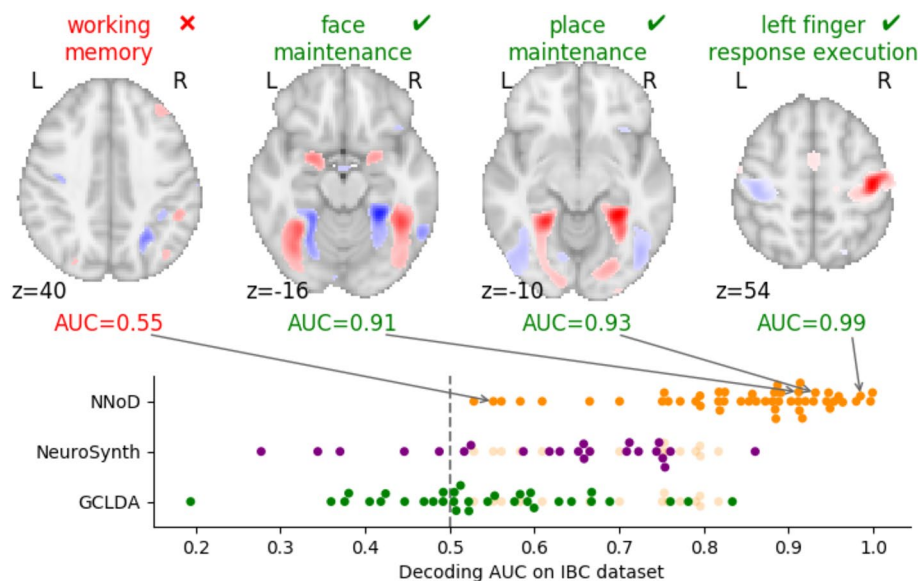 working ✖
memory
face ✔
maintenance
place ✔
maintenance
left finger ✔
response execution
L R
L R
L R
L R
z=40
z=-16
z=-10
z=54
AUC=0.55
AUC=0.91
AUC=0.93
AUC=0.99
NNoD
NeuroSynth
GCLDA
0.2 0.3 0.4 0.5 0.6 0.7 0.8 0.9 1.0
Decoding AUC on IBC dataset